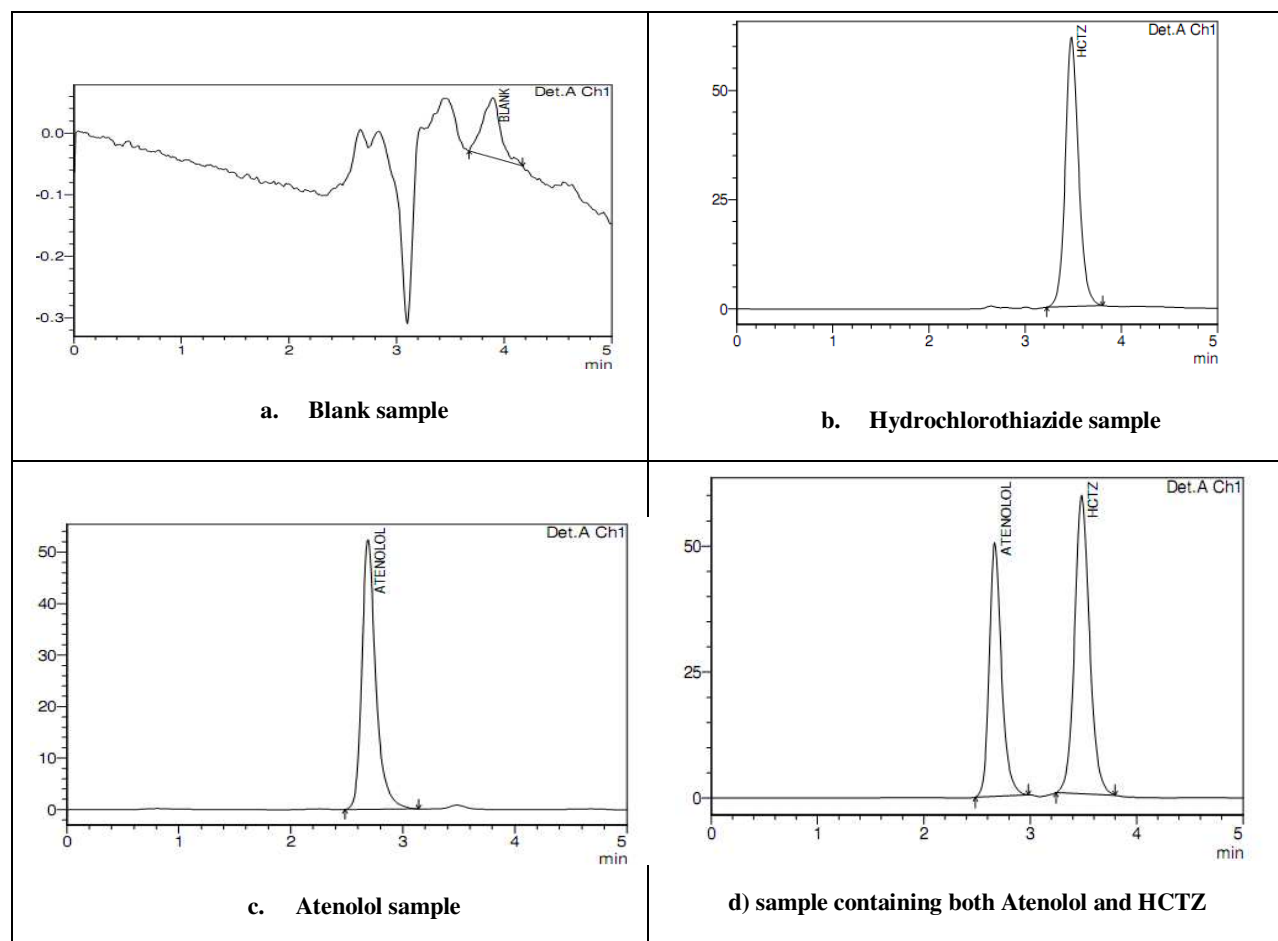 Det.A Ch1
BLANK
0.0
-0.1
-0.2
-0.3
0 1 2 3 4 5
min
a. Blank sample
Det.A Ch1
HCTZ
50
25
0
0 1 2 3 4 5
min
b. Hydrochlorothiazide sample
Det.A Ch1
ATENOLOL
50
40
30
20
10
0
0 1 2 3 4 5
min
c. Atenolol sample
Det.A Ch1
ATENOLOL
HCTZ
50
25
0
0 1 2 3 4 5
min
d) sample containing both Atenolol and HCTZ